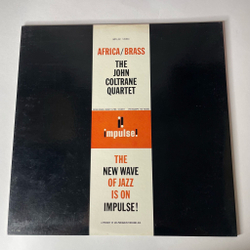 AFRICA/BRASS
THE
JOHN
COLTRANE
QUARTET
impulse!
THE
NEW WAVE
OF JAZZ
IS ON
IMPULSE!